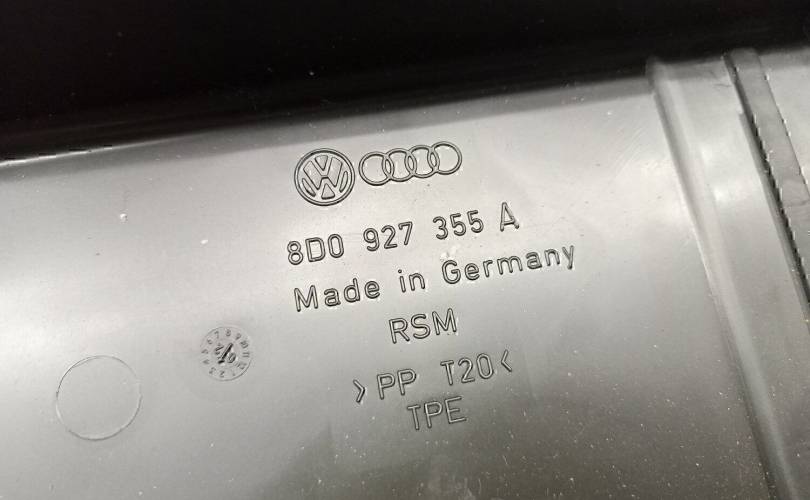 8D0 927 355 A
Made in Germany
RSM
>PP T20<
TPE